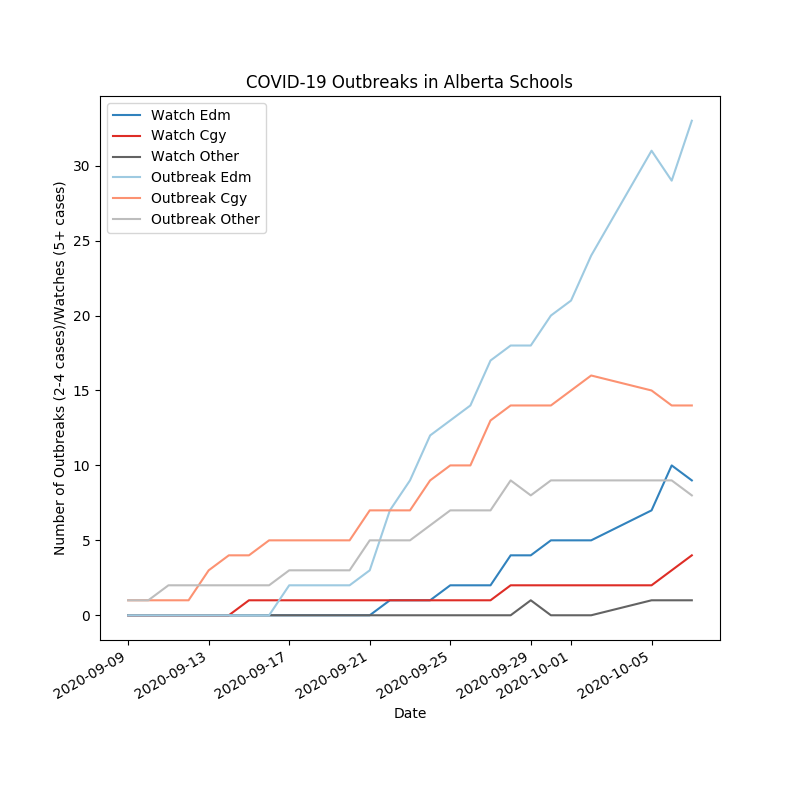 COVID-19 Outbreaks in Alberta Schools
Watch Edm
Watch Cgy
Watch Other
Outbreak Edm
Outbreak Cgy
Outbreak Other
Number of Outbreaks (2-4 cases)/Watches (5+ cases)
30
25
20
15
10
5
0
2020-09-09
2020-09-13
2020-09-17
2020-09-21
2020-09-25
2020-09-29
2020-10-01
2020-10-05
Date